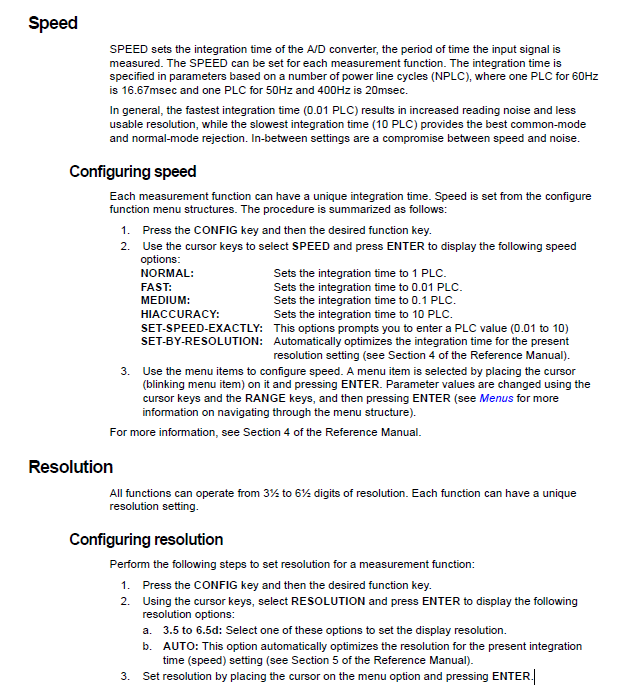 Speed
SPEED sets the integration time of the A/D converter, the period of time the input signal is
measured. The SPEED can be set for each measurement function. The integration time is
specified in parameters based on a number of power line cycles (NPLC), where one PLC for 60Hz
is 16.67msec and one PLC for 50Hz and 400Hz is 20msec.
In general, the fastest integration time (0.01 PLC) results in increased reading noise and less
usable resolution, while the slowest integration time (10 PLC) provides the best common-mode
and normal-mode rejection. In-between settings are a compromise between speed and noise.
Configuring speed
Each measurement function can have a unique integration time. Speed is set from the configure
function menu structures. The procedure is summarized as follows:
1. Press the CONFIG key and then the desired function key.
2. Use the cursor keys to select SPEED and press ENTER to display the following speed
options:
NORMAL: Sets the integration time to 1 PLC.
FAST: Sets the integration time to 0.01 PLC.
MEDIUM: Sets the integration time to 0.1 PLC.
HIACCURACY: Sets the integration time to 10 PLC.
SET-SPEED-EXACTLY: This options prompts you to enter a PLC value (0.01 to 10)
SET-BY-RESOLUTION: Automatically optimizes the integration time for the present
resolution setting (see Section 4 of the Reference Manual).
3. Use the menu items to configure speed. A menu item is selected by placing the cursor
(blinking menu item) on it and pressing ENTER. Parameter values are changed using the
cursor keys and the RANGE keys, and then pressing ENTER (see Menus for more
information on navigating through the menu structure).
For more information, see Section 4 of the Reference Manual.
Resolution
All functions can operate from 3½ to 6½ digits of resolution. Each function can have a unique
resolution setting.
Configuring resolution
Perform the following steps to set resolution for a measurement function:
1. Press the CONFIG key and then the desired function key.
2. Using the cursor keys, select RESOLUTION and press ENTER to display the following
resolution options:
a. 3.5 to 6.5d: Select one of these options to set the display resolution.
b. AUTO: This option automatically optimizes the resolution for the present integration
time (speed) setting (see Section 5 of the Reference Manual).
3. Set resolution by placing the cursor on the menu option and pressing ENTER.